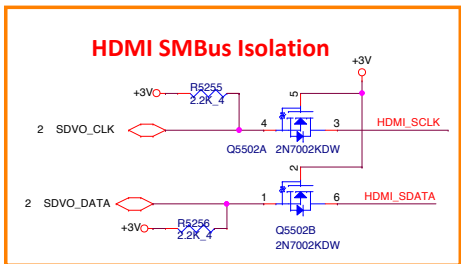 HDMI SMBus Isolation
+3V
+3V
R5255
2.2K_4
5
2 SDVO_CLK
4
3
HDMI_SCLK
Q5502A
2N7002KDW
2
2 SDVO_DATA
1
6
HDMI_SDATA
R5256
+3V
2.2K_4
Q5502B
2N7002KDW